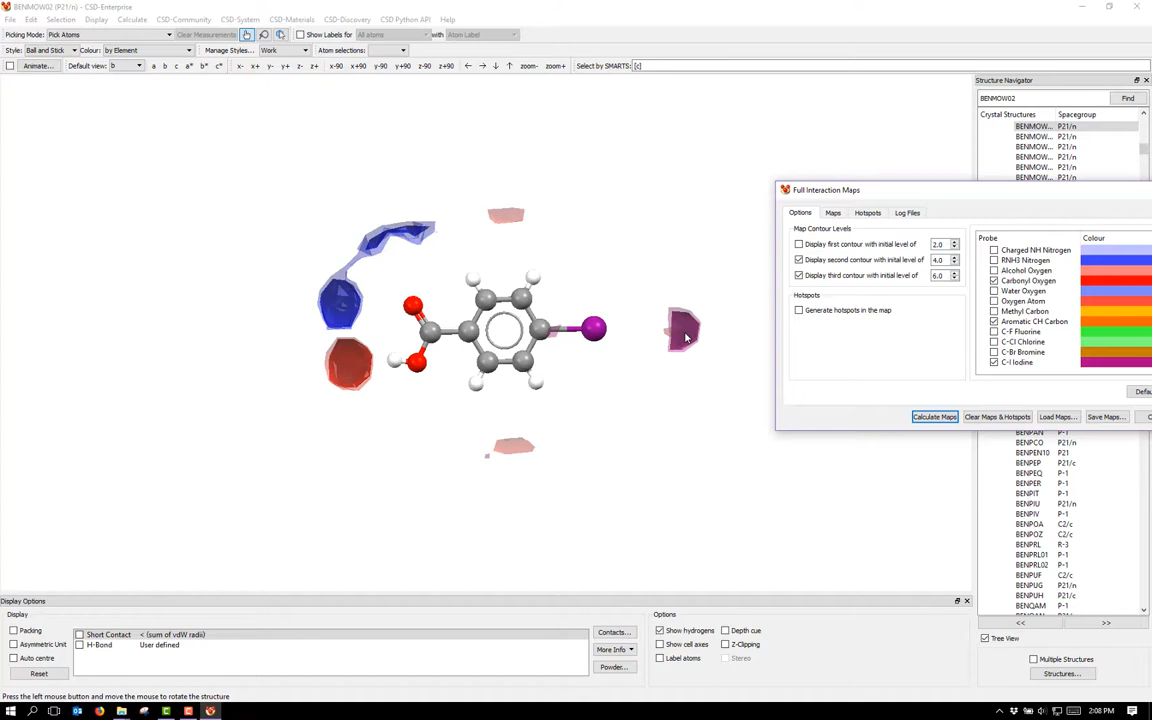 BENMOW02 (P21/n) - CSD-Enterprise
File Edit Selection Display Calculate CSD-Community CSD-System CSD-Materials CSD-Discovery CSD Python API Help
Picking Mode: Pick Atoms Clear Measurements Show Labels for All atoms with Atom Label
Style: Ball and Stick Colour: by Element Manage Styles... Work Atom selections:
Animate... Default view: b a b c a* b* c* x- x+ y- y+ z- z+ x-90 x+90 y-90 y+90 z-90 z+90 zoom- zoom+ Select by SMARTS: [c]
Structure Navigator
BENMOW02 Find
Crystal Structures Spacegroup
BENMOW... P21/n
BENMOW... P21/n
BENMOW... P21/n
BENMOW... P21/n
BENMOW... P21/n
BENMOW... P21/n
Full Interaction Maps
Options Maps Hotspots Log Files
Map Contour Levels
Display first contour with initial level of 2.0
Display second contour with initial level of 4.0
Display third contour with initial level of 6.0
Hotspots
Generate hotspots in the map
Probe Colour
Charged NH Nitrogen
RNH3 Nitrogen
Alcohol Oxygen
Carbonyl Oxygen
Water Oxygen
Oxygen Atom
Methyl Carbon
Aromatic CH Carbon
C-F Fluorine
C-Cl Chlorine
C-Br Bromine
C-I Iodine
Defau
Calculate Maps Clear Maps & Hotspots Load Maps... Save Maps...
BENPAN P-1
BENPCO P21/n
BENPEN10 P21
BENPEP P21/c
BENPEQ P-1
BENPER P-1
BENPIT P-1
BENPIU P21/n
BENPIV P-1
BENPOA C2/c
BENPOZ C2/c
BENPRL R-3
BENPRL01 P-1
BENPRL02 P-1
BENPUF C2/c
BENPUG P21/n
BENPUH P21/c
BENQAM P-1
<< >>
Tree View
Multiple Structures
Structures...
Display Options
Display
Packing
Asymmetric Unit
Auto centre
Reset
Short Contact < (sum of vdW radii)
H-Bond User defined
Contacts...
More Info
Powder...
Options
Show hydrogens Depth cue
Show cell axes Z-Clipping
Label atoms Stereo
Press the left mouse button and move the mouse to rotate the structure
2:08 PM